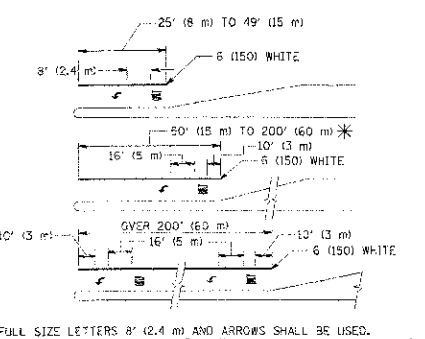 25' (8 m) TO 49' (15 m)
8' (2.4 m)
6 (150) WHITE
50' (15 m) TO 200' (60 m) *
16' (5 m)
10' (3 m)
6 (150) WHITE
OVER 200' (60 m)
10' (3 m)
16' (5 m)
10' (3 m)
6 (150) WHITE
FULL SIZE LETTERS 8' (2.4 m) AND ARROWS SHALL BE USED.